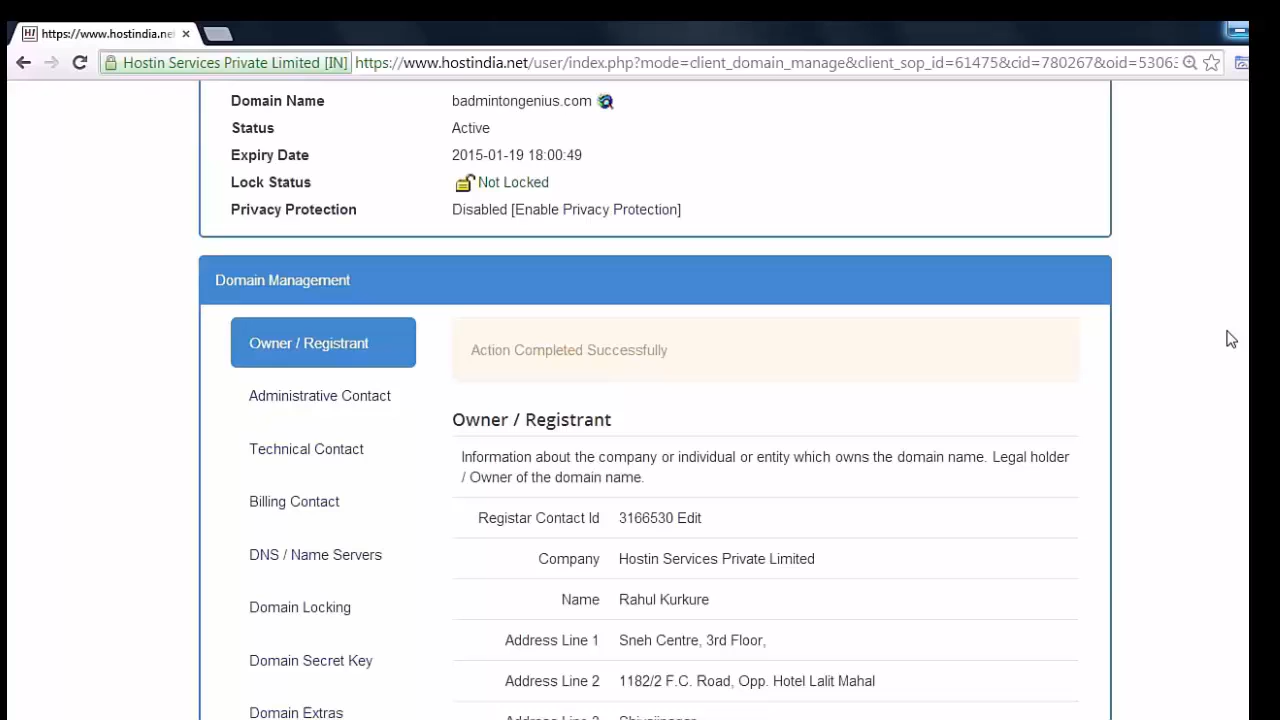 https://www.hostindia.ne
Hostin Services Private Limited [IN] https://www.hostindia.net/user/index.php?mode=client_domain_manage&client_sop_id=61475&cid=780267&oid=5306
Domain Name badmintongenius.com
Status Active
Expiry Date 2015-01-19 18:00:49
Lock Status Not Locked
Privacy Protection Disabled [Enable Privacy Protection]
Domain Management
Owner / Registrant
Administrative Contact
Technical Contact
Billing Contact
DNS / Name Servers
Domain Locking
Domain Secret Key
Domain Extras
Action Completed Successfully
Owner / Registrant
Information about the company or individual or entity which owns the domain name. Legal holder
/ Owner of the domain name.
Registar Contact Id 3166530 Edit
Company Hostin Services Private Limited
Name Rahul Kurkure
Address Line 1 Sneh Centre, 3rd Floor,
Address Line 2 1182/2 F.C. Road, Opp. Hotel Lalit Mahal